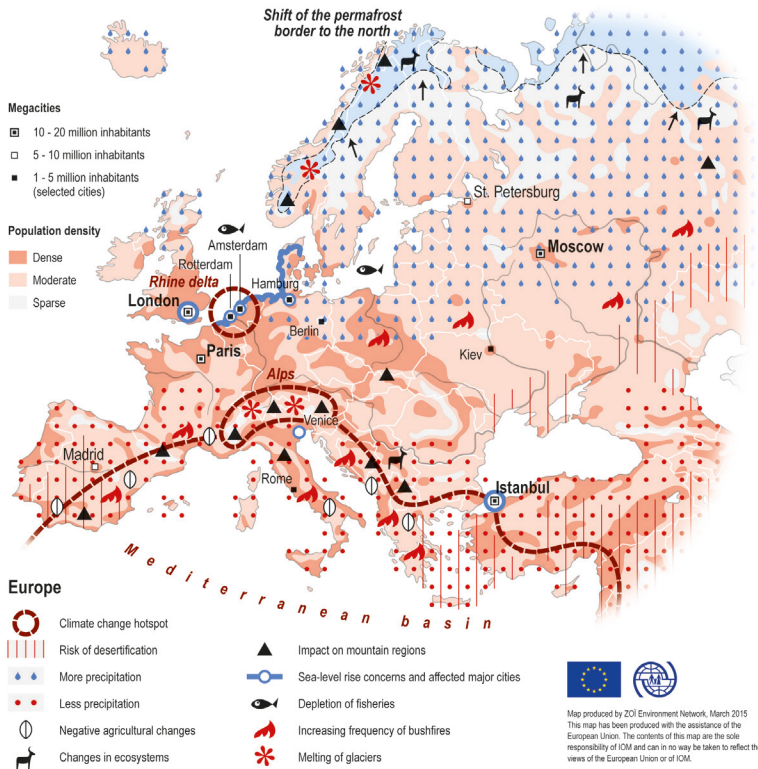 Shift of the permafrost
border to the north
Megacities
10 - 20 million inhabitants
5 - 10 million inhabitants
1 - 5 million inhabitants
(selected cities)
Population density
Dense
Moderate
Sparse
St. Petersburg
Moscow
Amsterdam
Rotterdam
Hamburg
Rhine delta
London
Berlin
Paris
Kiev
Alps
Venice
Madrid
Rome
Istanbul
Mediterranean basin
Europe
Climate change hotspot
Risk of desertification
More precipitation
Less precipitation
Negative agricultural changes
Changes in ecosystems
Impact on mountain regions
Sea-level rise concerns and affected major cities
Depletion of fisheries
Increasing frequency of bushfires
Melting of glaciers
Map produced by ZOÏ Environment Network, March 2015
This map has been produced with the assistance of the
European Union. The contents of this map are the sole
responsibility of IOM and can in no way be taken to reflect the
views of the European Union or of IOM.